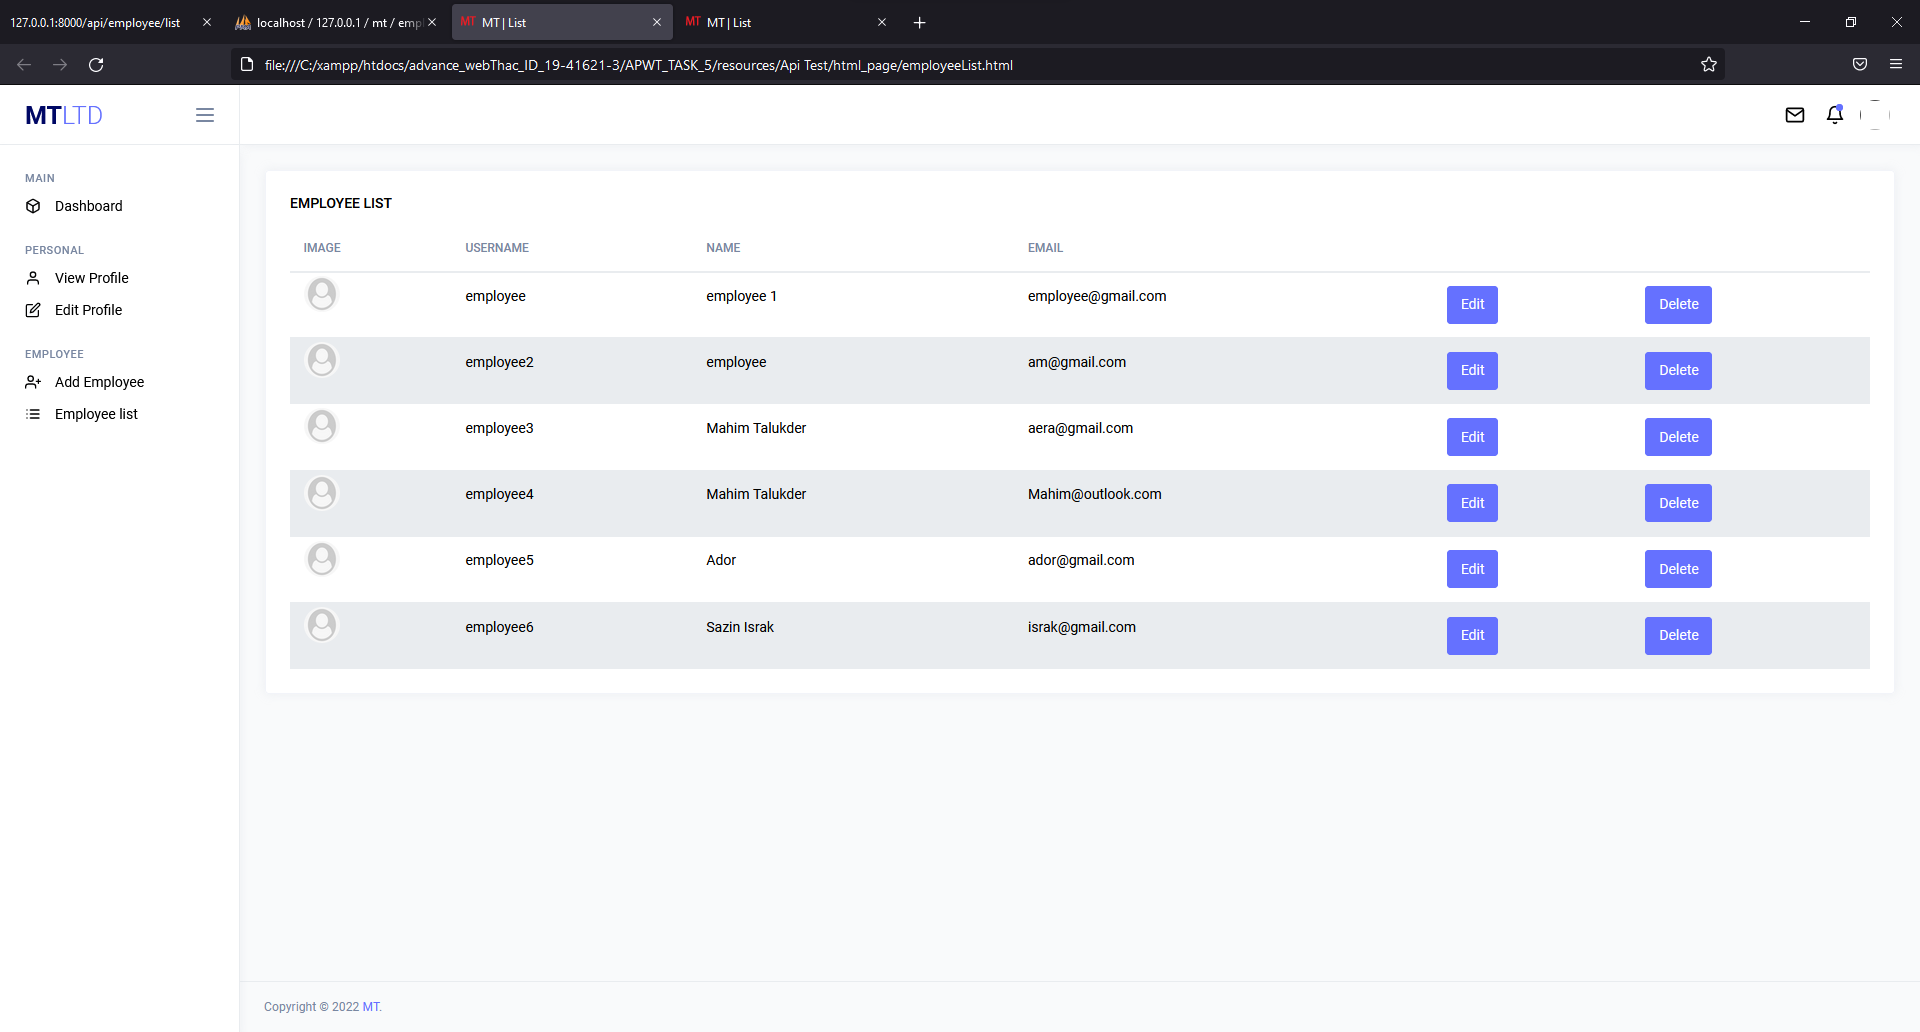 127.0.0.1:8000/api/employee/list
localhost / 127.0.0.1 / mt / emp
MT MT | List
MT MT | List
file:///C:/xampp/htdocs/advance_webThac_ID_19-41621-3/APWT_TASK_5/resources/Api Test/html_page/employeeList.html
MTLTD
MAIN
Dashboard
PERSONAL
View Profile
Edit Profile
EMPLOYEE
Add Employee
Employee list
EMPLOYEE LIST
IMAGE USERNAME NAME EMAIL
employee employee 1 employee@gmail.com Edit Delete
employee2 employee am@gmail.com Edit Delete
employee3 Mahim Talukder aera@gmail.com Edit Delete
employee4 Mahim Talukder Mahim@outlook.com Edit Delete
employee5 Ador ador@gmail.com Edit Delete
employee6 Sazin Israk israk@gmail.com Edit Delete
Copyright © 2022 MT.